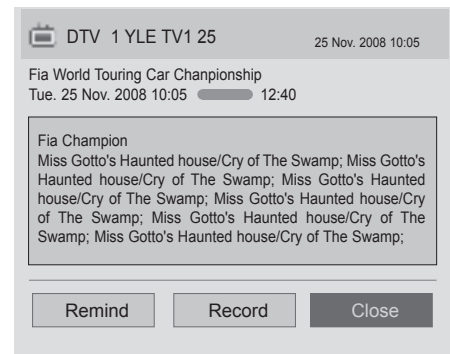 DTV 1 YLE TV1 25 25 Nov. 2008 10:05
Fia World Touring Car Chanpionship
Tue. 25 Nov. 2008 10:05 12:40
Fia Champion
Miss Gotto's Haunted house/Cry of The Swamp; Miss Gotto's
Haunted house/Cry of The Swamp; Miss Gotto's Haunted
house/Cry of The Swamp; Miss Gotto's Haunted house/Cry
of The Swamp; Miss Gotto's Haunted house/Cry of The
Swamp; Miss Gotto's Haunted house/Cry of The Swamp;
Remind Record Close